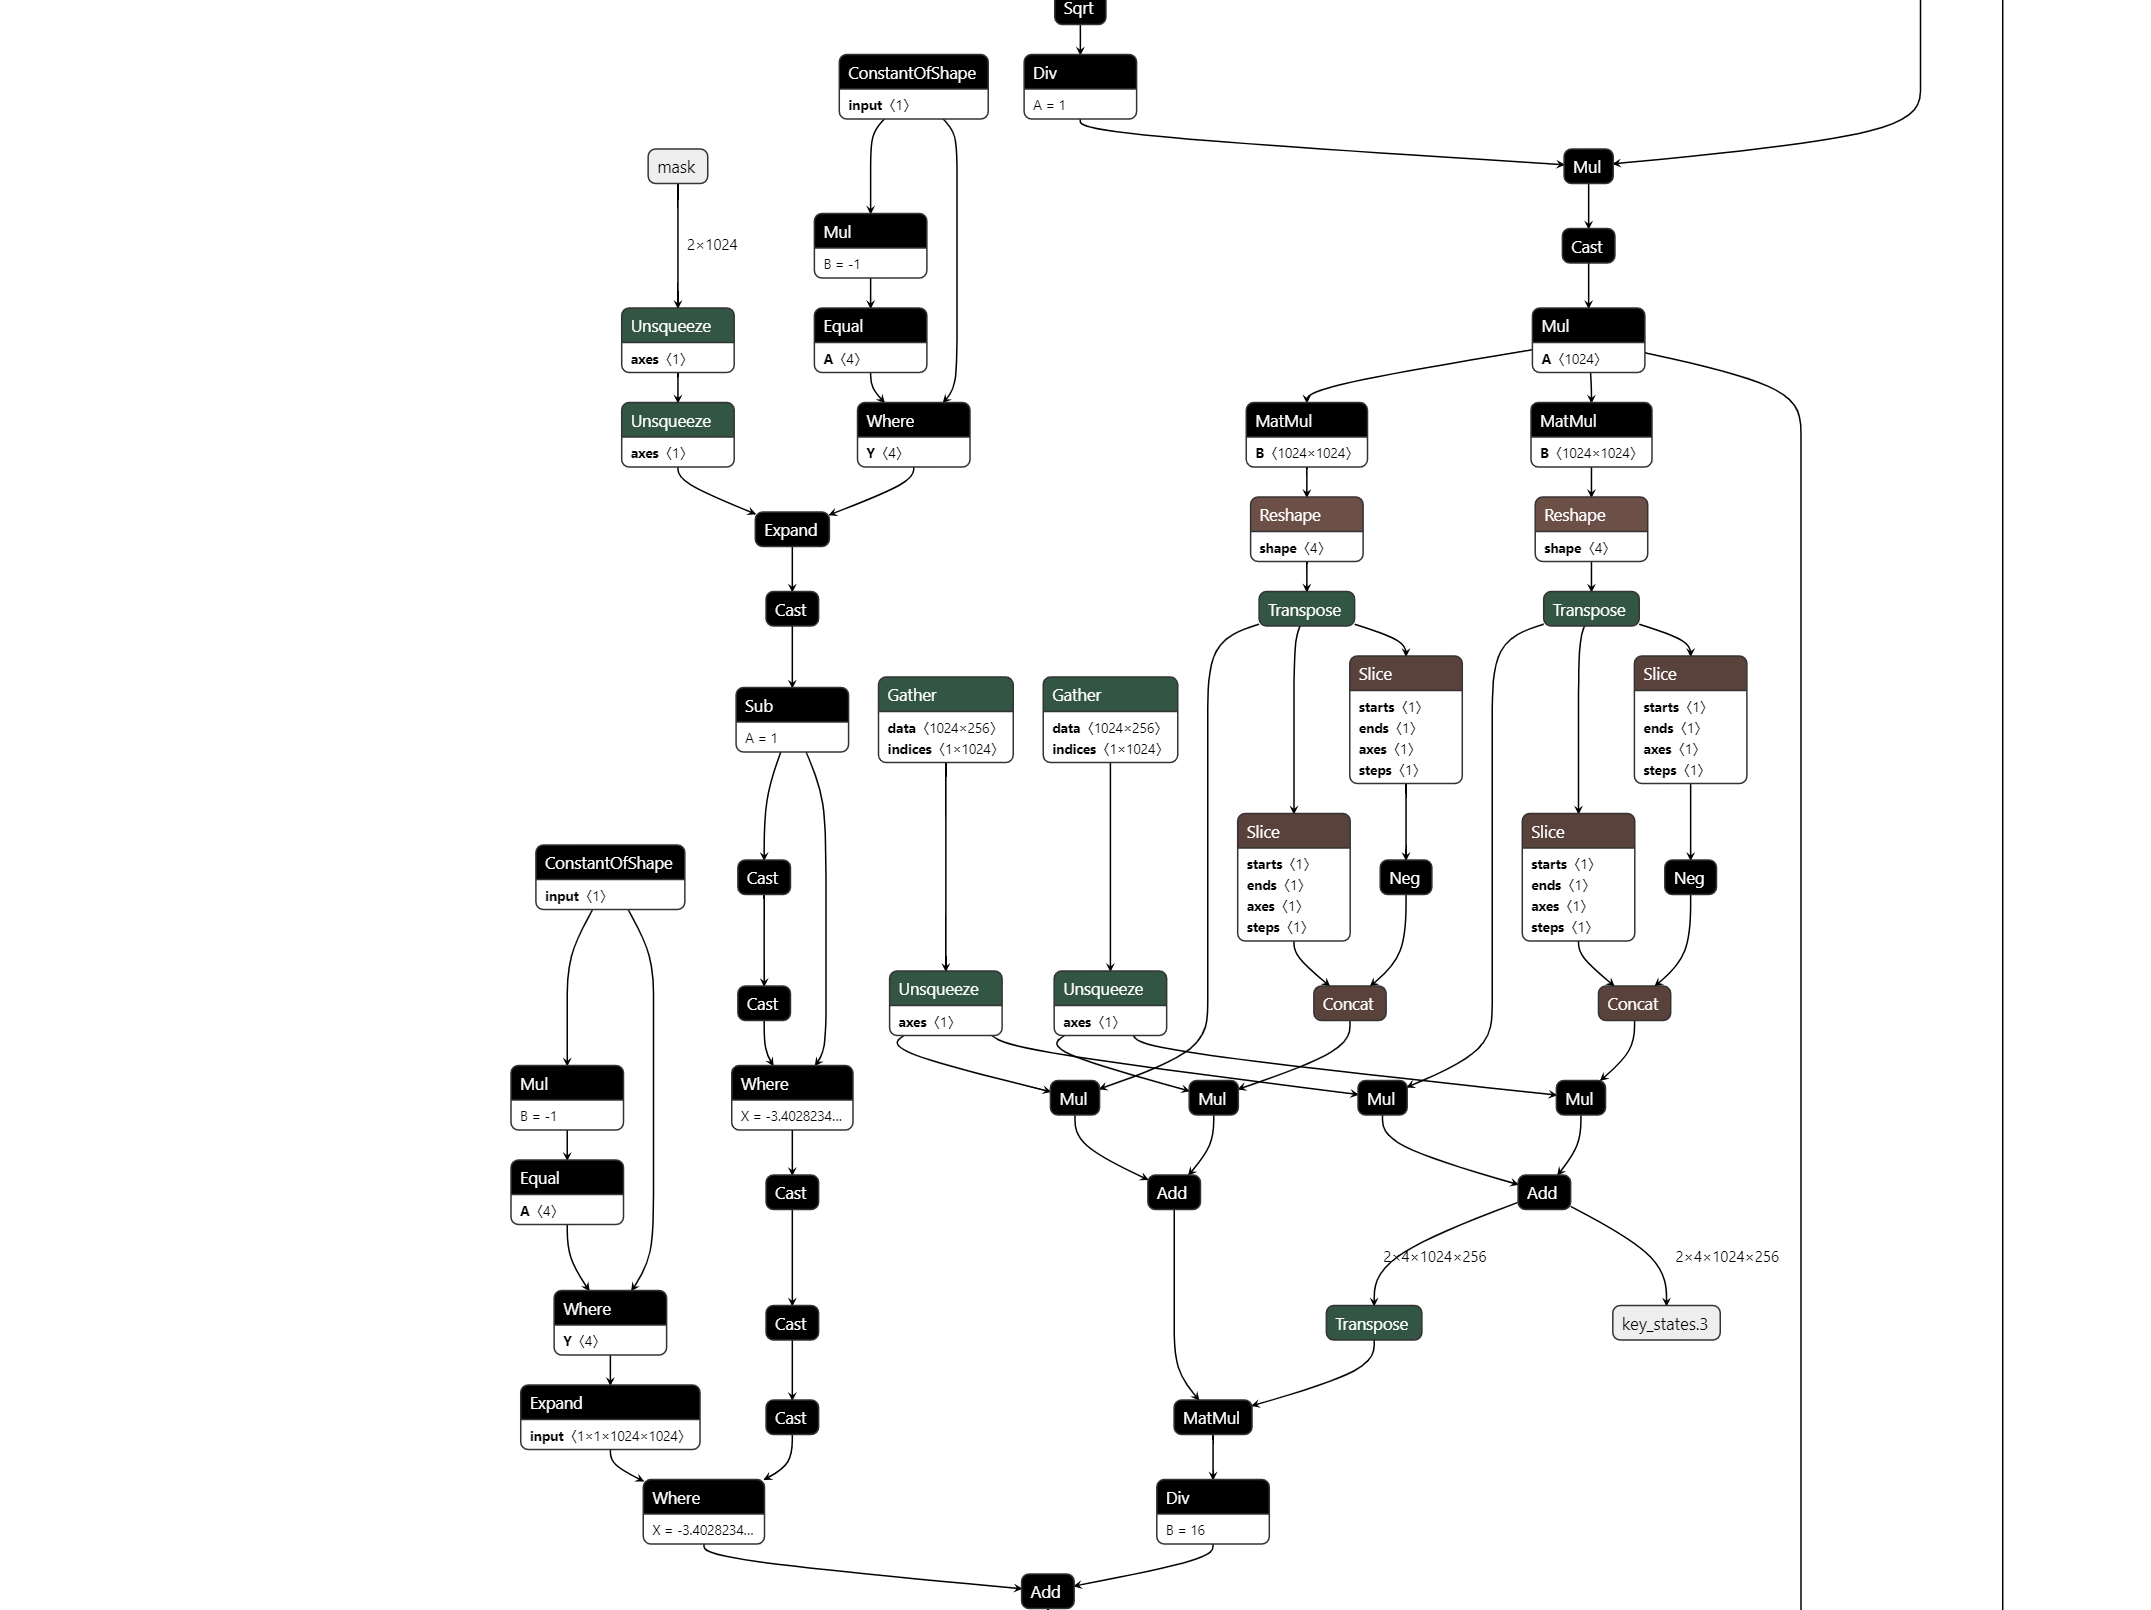 Sqrt
ConstantOfShape
input 〈1〉
Div
A = 1
mask
Mul
2×1024
Mul
B = -1
Cast
Unsqueeze
axes 〈1〉
Equal
A 〈4〉
Mul
A 〈1024〉
Unsqueeze
axes 〈1〉
Where
Y 〈4〉
MatMul
B 〈1024×1024〉
MatMul
B 〈1024×1024〉
Expand
Reshape
shape 〈4〉
Reshape
shape 〈4〉
Cast
Transpose
Transpose
Sub
A = 1
Gather
data 〈1024×256〉
indices 〈1×1024〉
Gather
data 〈1024×256〉
indices 〈1×1024〉
Slice
starts 〈1〉
ends 〈1〉
axes 〈1〉
steps 〈1〉
Slice
starts 〈1〉
ends 〈1〉
axes 〈1〉
steps 〈1〉
ConstantOfShape
input 〈1〉
Cast
Slice
starts 〈1〉
ends 〈1〉
axes 〈1〉
steps 〈1〉
Neg
Slice
starts 〈1〉
ends 〈1〉
axes 〈1〉
steps 〈1〉
Neg
Cast
Unsqueeze
axes 〈1〉
Unsqueeze
axes 〈1〉
Concat
Concat
Mul
B = -1
Where
X = -3.4028234...
Mul
Mul
Mul
Mul
Equal
A 〈4〉
Cast
Add
Add
2×4×1024×256
2×4×1024×256
Where
Y 〈4〉
Cast
Transpose
key_states.3
Expand
input 〈1×1×1024×1024〉
Cast
MatMul
Where
X = -3.4028234...
Div
B = 16
Add